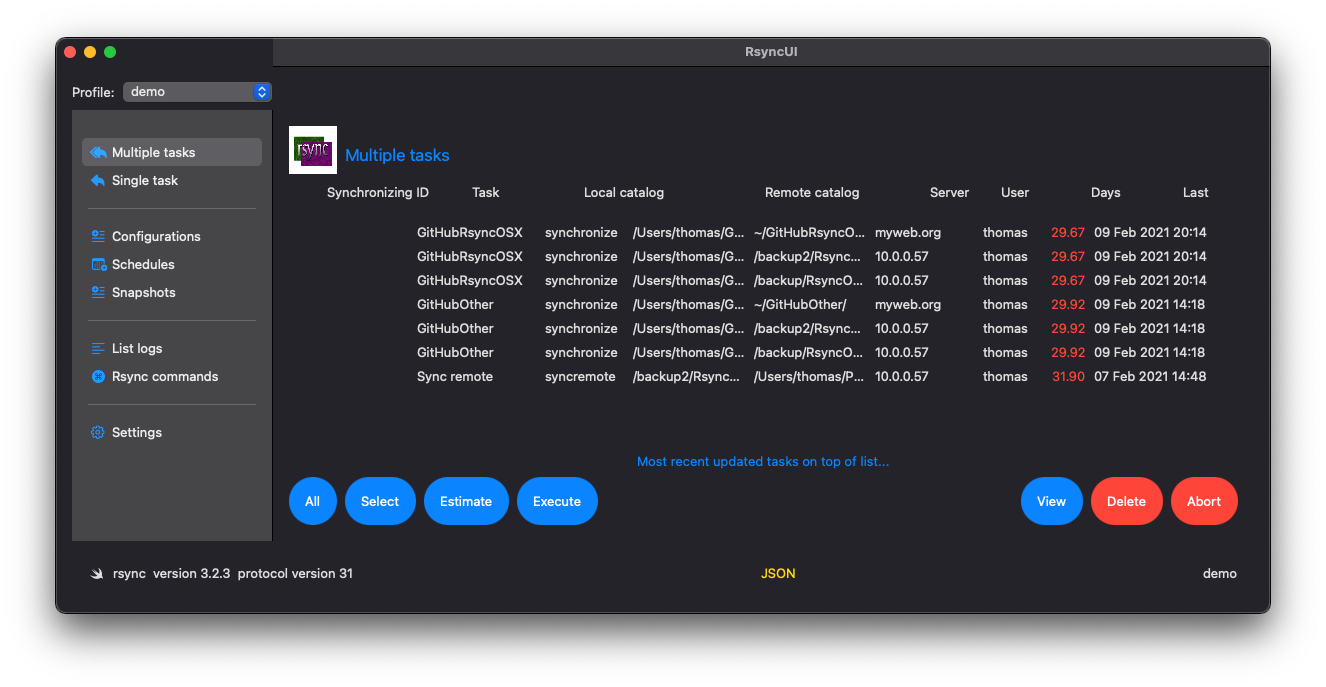 RsyncUI
Profile: demo
Multiple tasks
Single task
Configurations
Schedules
Snapshots
List logs
Rsync commands
Settings
rsync
Multiple tasks
Synchronizing ID Task Local catalog Remote catalog Server User Days Last
GitHubRsyncOSX synchronize /Users/thomas/G... ~/GitHubRsyncO... myweb.org thomas 29.67 09 Feb 2021 20:14
GitHubRsyncOSX synchronize /Users/thomas/G... /backup2/Rsync... 10.0.0.57 thomas 29.67 09 Feb 2021 20:14
GitHubRsyncOSX synchronize /Users/thomas/G... /backup/RsyncO... 10.0.0.57 thomas 29.67 09 Feb 2021 20:14
GitHubOther synchronize /Users/thomas/G... ~/GitHubOther/ myweb.org thomas 29.92 09 Feb 2021 14:18
GitHubOther synchronize /Users/thomas/G... /backup2/Rsync... 10.0.0.57 thomas 29.92 09 Feb 2021 14:18
GitHubOther synchronize /Users/thomas/G... /backup/RsyncO... 10.0.0.57 thomas 29.92 09 Feb 2021 14:18
Sync remote syncremote /backup2/Rsync... /Users/thomas/P... 10.0.0.57 thomas 31.90 07 Feb 2021 14:48
Most recent updated tasks on top of list...
All Select Estimate Execute View Delete Abort
rsync version 3.2.3 protocol version 31 JSON demo